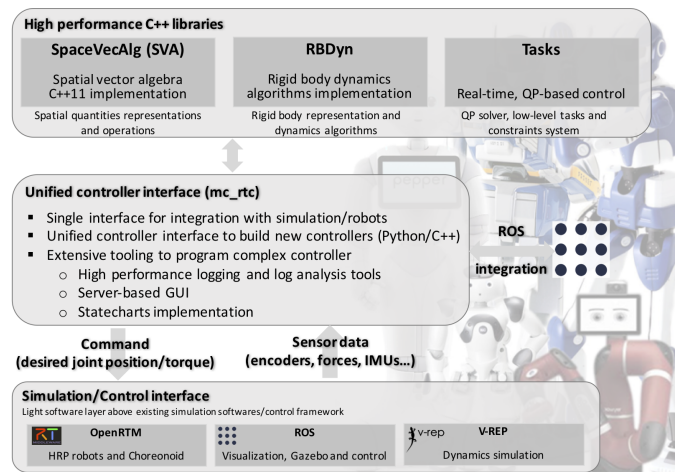 High performance C++ libraries
SpaceVecAlg (SVA)
Spatial vector algebra
C++11 implementation
Spatial quantities representations
and operations
RBDyn
Rigid body dynamics
algorithms implementation
Rigid body representation and
dynamics algorithms
Tasks
Real-time, QP-based control
QP solver, low-level tasks and
constraints system
pepper
Unified controller interface (mc_rtc)
▪ Single interface for integration with simulation/robots
▪ Unified controller interface to build new controllers (Python/C++)
▪ Extensive tooling to program complex controller
o High performance logging and log analysis tools
o Server-based GUI
o Statecharts implementation
ROS
integration
Command
(desired joint position/torque)
Sensor data
(encoders, forces, IMUs...)
Simulation/Control interface
Light software layer above existing simulation softwares/control framework
RT
OpenRTM
HRP robots and Choreonoid
ROS
Visualization, Gazebo and control
v-rep
V-REP
Dynamics simulation